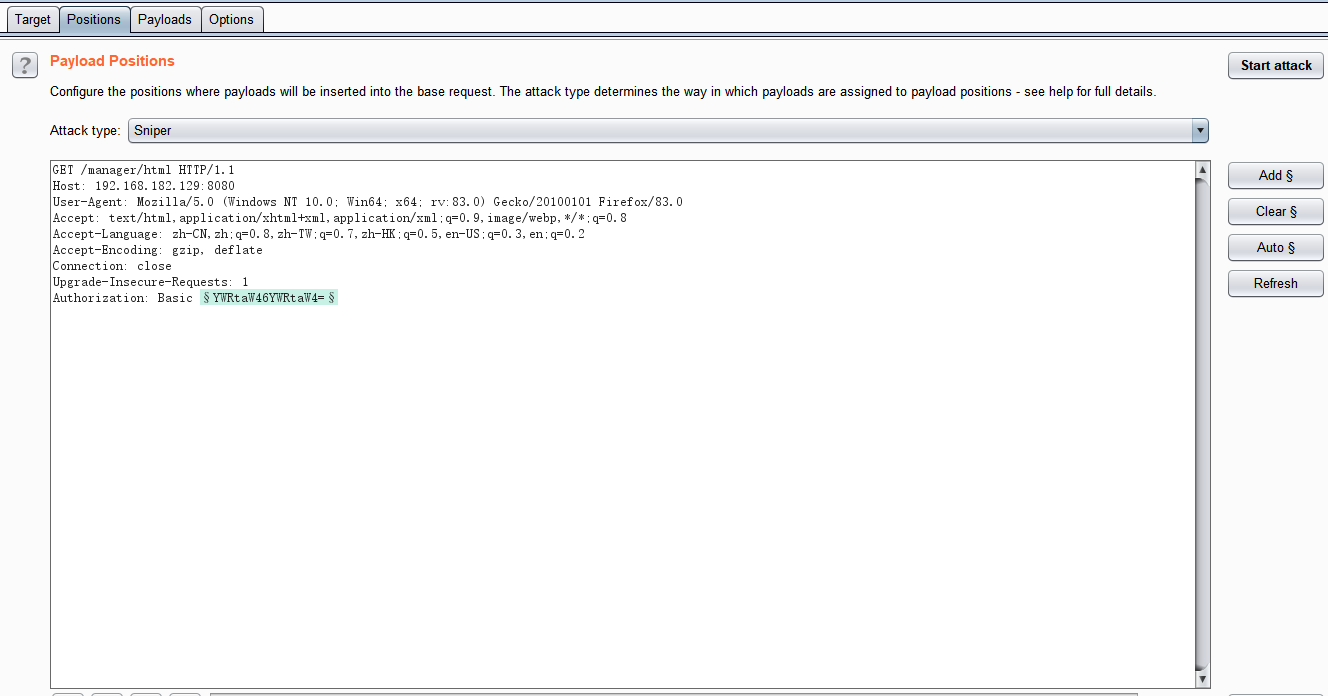 Target Positions Payloads Options
? Payload Positions
Start attack
Configure the positions where payloads will be inserted into the base request. The attack type determines the way in which payloads are assigned to payload positions - see help for full details.
Attack type: Sniper
GET /manager/html HTTP/1.1
Host: 192.168.182.129:8080
User-Agent: Mozilla/5.0 (Windows NT 10.0; Win64; x64; rv:83.0) Gecko/20100101 Firefox/83.0
Accept: text/html,application/xhtml+xml,application/xml;q=0.9,image/webp,*/*;q=0.8
Accept-Language: zh-CN,zh;q=0.8,zh-TW;q=0.7,zh-HK;q=0.5,en-US;q=0.3,en;q=0.2
Accept-Encoding: gzip, deflate
Connection: close
Upgrade-Insecure-Requests: 1
Authorization: Basic §YWRtaW46YWRtaW4=§
Add §
Clear §
Auto §
Refresh